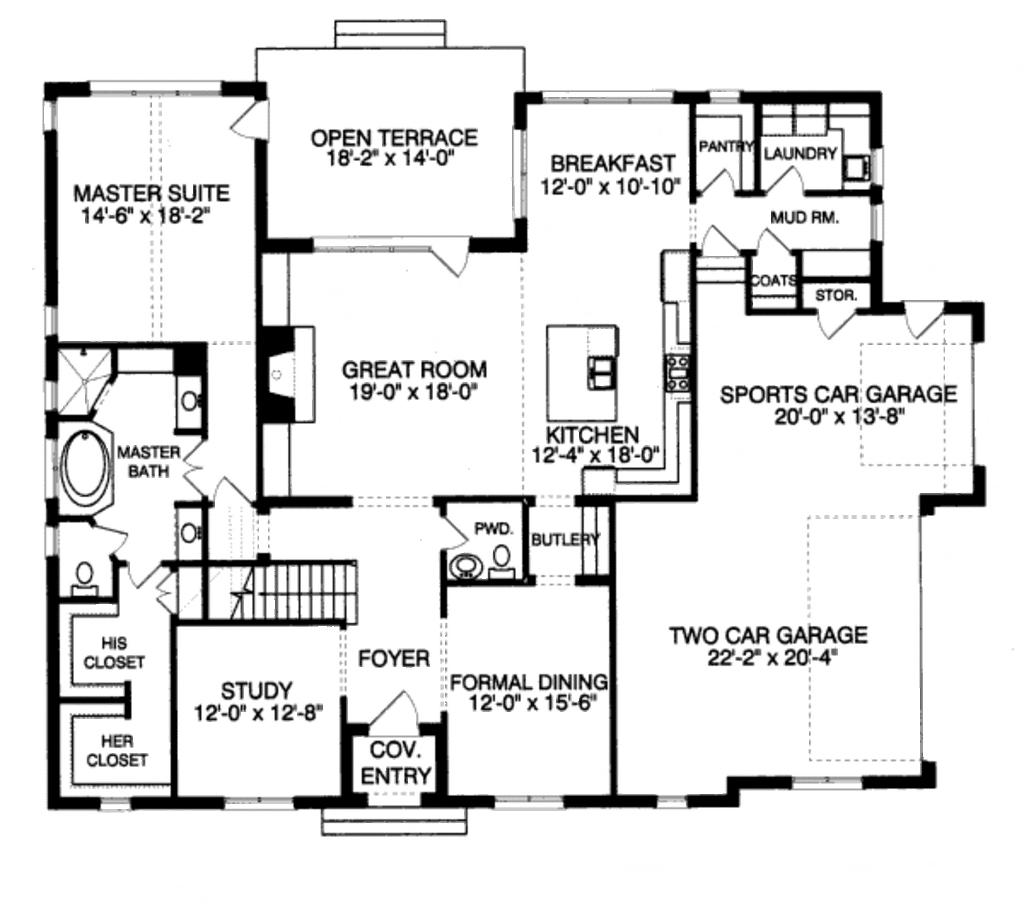 OPEN TERRACE
18'-2" x 14'-0"
BREAKFAST
12'-0" x 10'-10"
PANTRY
LAUNDRY
MASTER SUITE
14'-6" x 18'-2"
MUD RM.
COATS
STOR.
GREAT ROOM
19'-0" x 18'-0"
SPORTS CAR GARAGE
20'-0" x 13'-8"
KITCHEN
12'-4" x 18'-0"
MASTER
BATH
PWD.
BUTLERY
HIS
CLOSET
FOYER
TWO CAR GARAGE
22'-2" x 20'-4"
STUDY
12'-0" x 12'-8"
FORMAL DINING
12'-0" x 15'-6"
HER
CLOSET
COV.
ENTRY